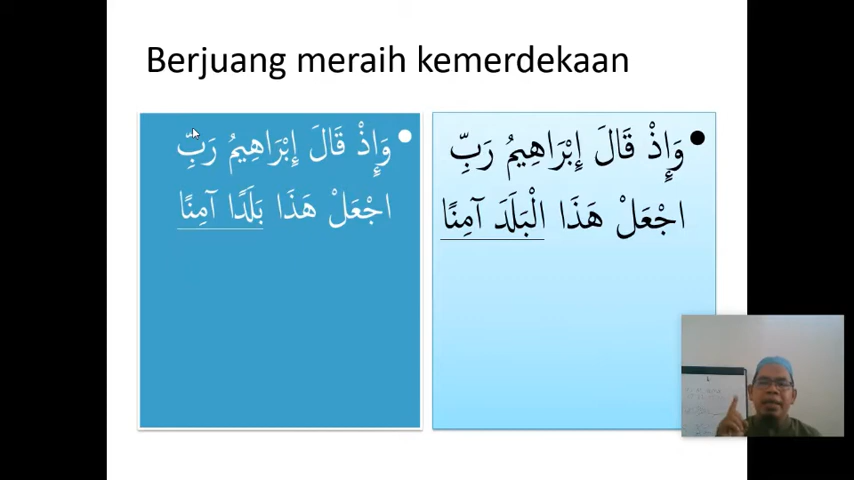 Berjuang meraih kemerdekaan
وَإِذْ قَالَ إِبْرَاهِيمُ رَبِّ
اجْعَلْ هَذَا بَلَدًا آمِنًا
وَإِذْ قَالَ إِبْرَاهِيمُ رَبِّ
اجْعَلْ هَذَا الْبَلَدَ آمِنًا